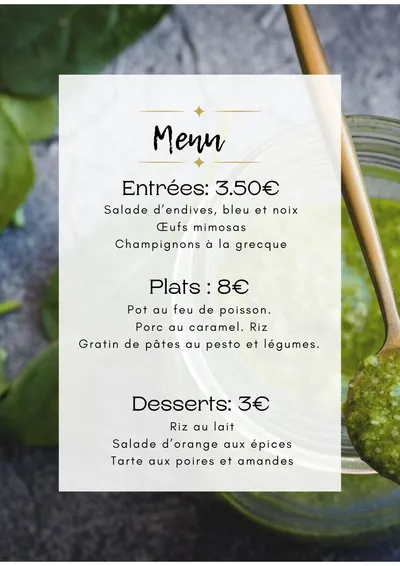 Menu
Entrées: 3.50€
Salade d'endives, bleu et noix
Œufs mimosas
Champignons à la grecque
Plats : 8€
Pot au feu de poisson.
Porc au caramel. Riz
Gratin de pâtes au pesto et légumes.
Desserts: 3€
Riz au lait
Salade d'orange aux épices
Tarte aux poires et amandes